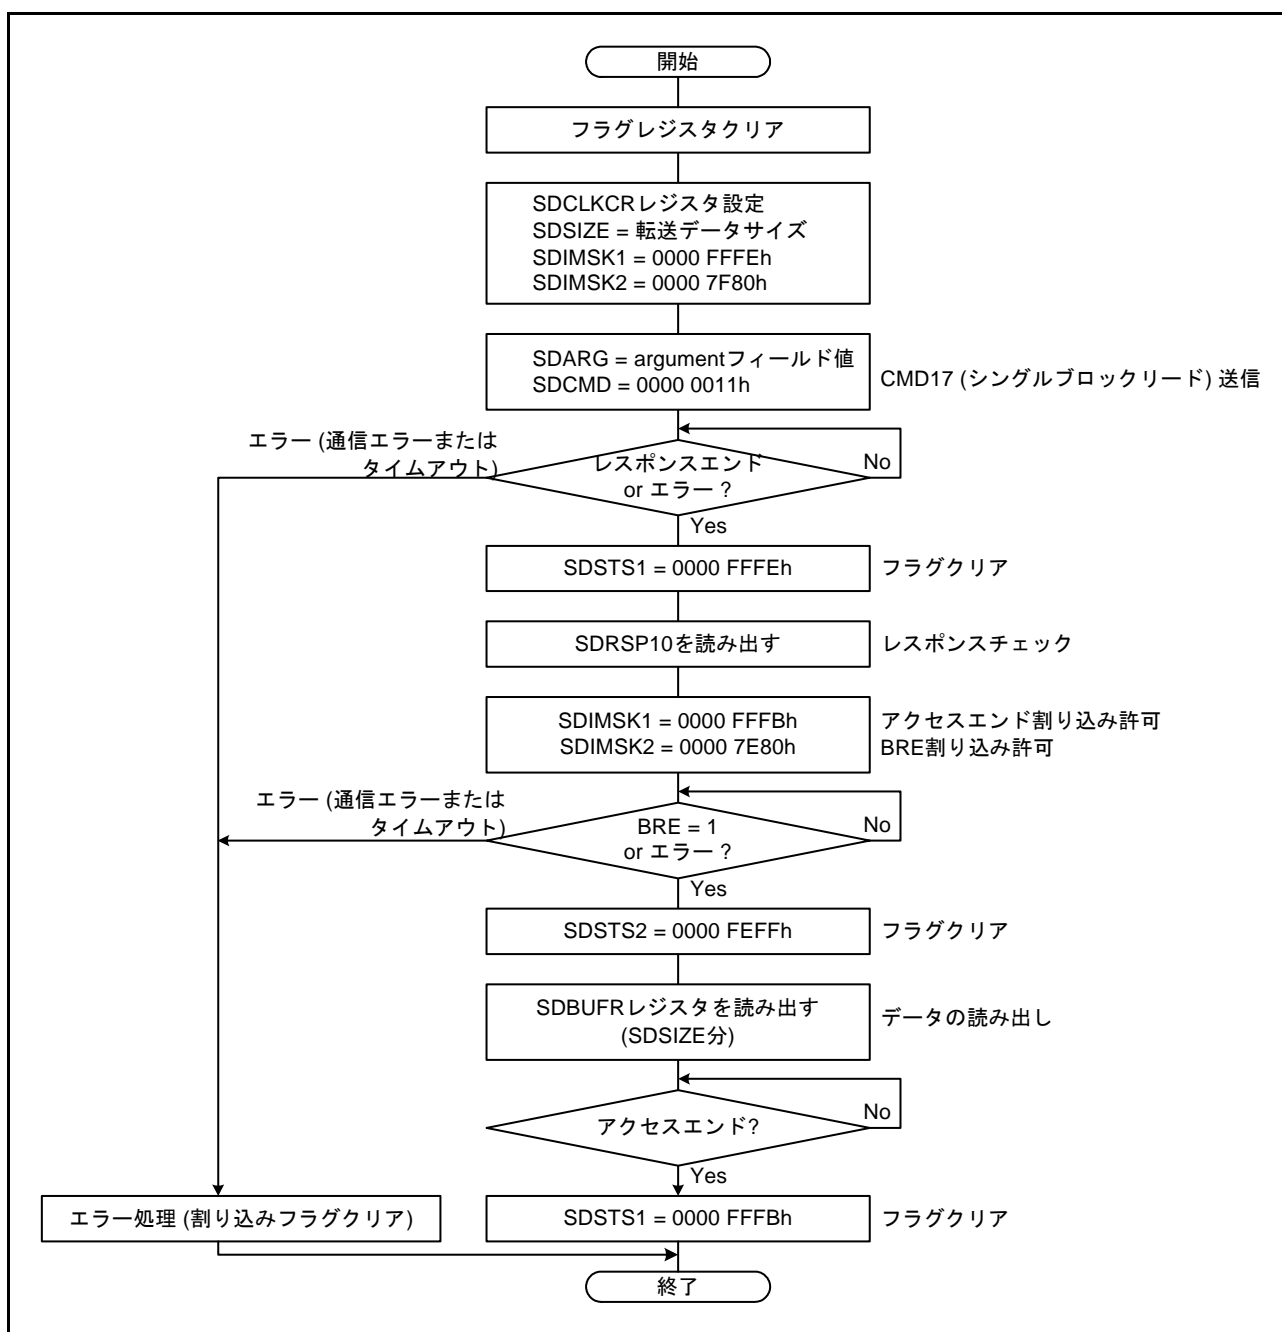 開始
フラグレジスタクリア
SDCLKCRレジスタ設定
SDSIZE = 転送データサイズ
SDIMSK1 = 0000 FFFEh
SDIMSK2 = 0000 7F80h
SDARG = argumentフィールド値
SDCMD = 0000 0011h
CMD17 (シングルブロックリード) 送信
エラー (通信エラーまたは
タイムアウト)
レスポンスエンド
or エラー ?
No
Yes
SDSTS1 = 0000 FFFEh
フラグクリア
SDRSP10を読み出す
レスポンスチェック
SDIMSK1 = 0000 FFFBh
SDIMSK2 = 0000 7E80h
アクセスエンド割り込み許可
BRE割り込み許可
エラー (通信エラーまたは
タイムアウト)
BRE = 1
or エラー ?
No
Yes
SDSTS2 = 0000 FEFFh
フラグクリア
SDBUFRレジスタを読み出す
(SDSIZE分)
データの読み出し
アクセスエンド?
No
Yes
エラー処理 (割り込みフラグクリア)
SDSTS1 = 0000 FFFBh
フラグクリア
終了